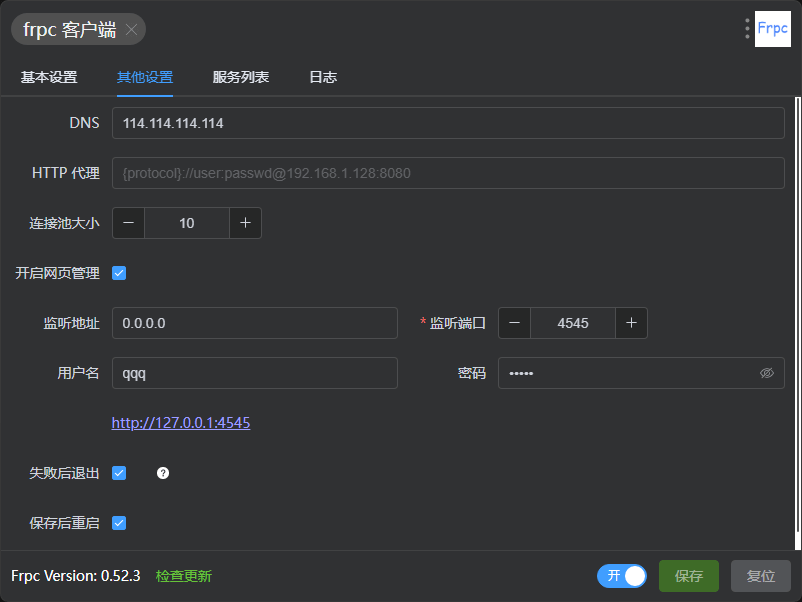 frpc 客户端
Frpc
基本设置 其他设置 服务列表 日志
DNS 114.114.114.114
HTTP 代理 {protocol}://user:passwd@192.168.1.128:8080
连接池大小 10
开启网页管理
监听地址 0.0.0.0 * 监听端口 4545
用户名 qqq 密码 •••••
http://127.0.0.1:4545
失败后退出 ?
保存后重启
Frpc Version: 0.52.3 检查更新 开 保存 复位